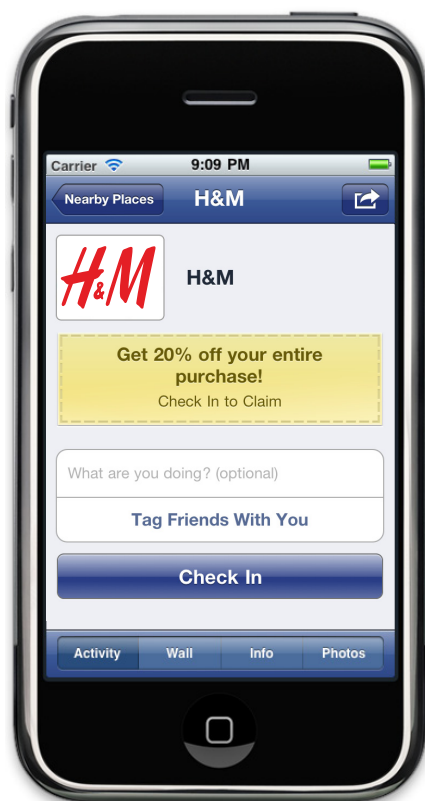 Carrier 9:09 PM
Nearby Places H&M
H&M H&M
Get 20% off your entire
purchase!
Check In to Claim
What are you doing? (optional)
Tag Friends With You
Check In
Activity Wall Info Photos